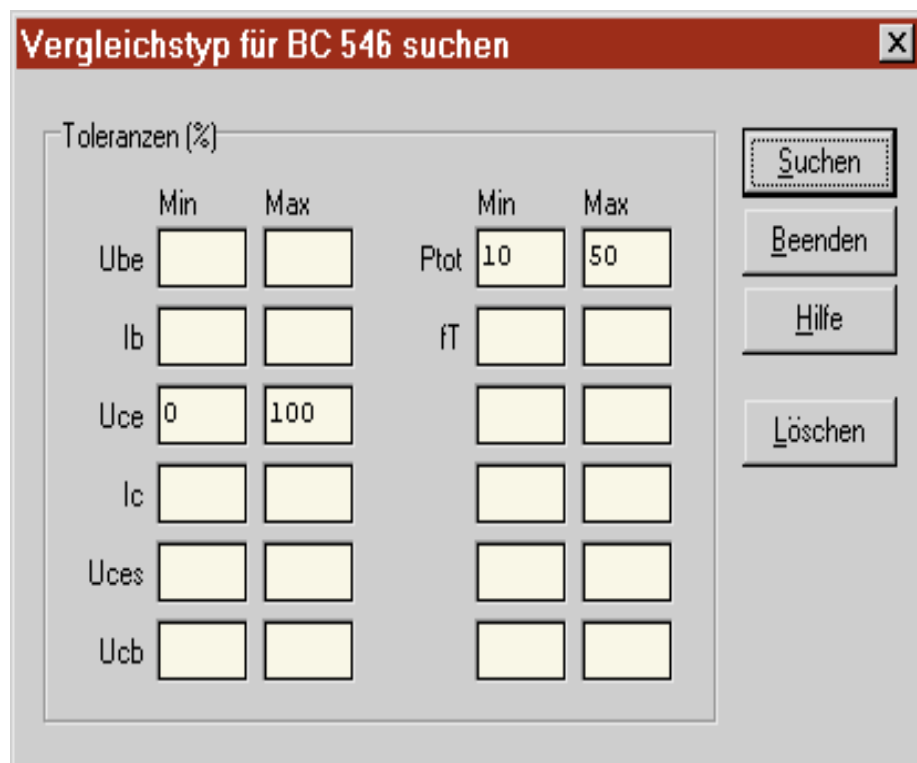 Vergleichstyp für BC 546 suchen X
Toleranzen (%)
Min Max Min Max
Ube Ptot 10 50
Ib fT
Uce 0 100
Ic
Uces
Ucb
Suchen
Beenden
Hilfe
Löschen